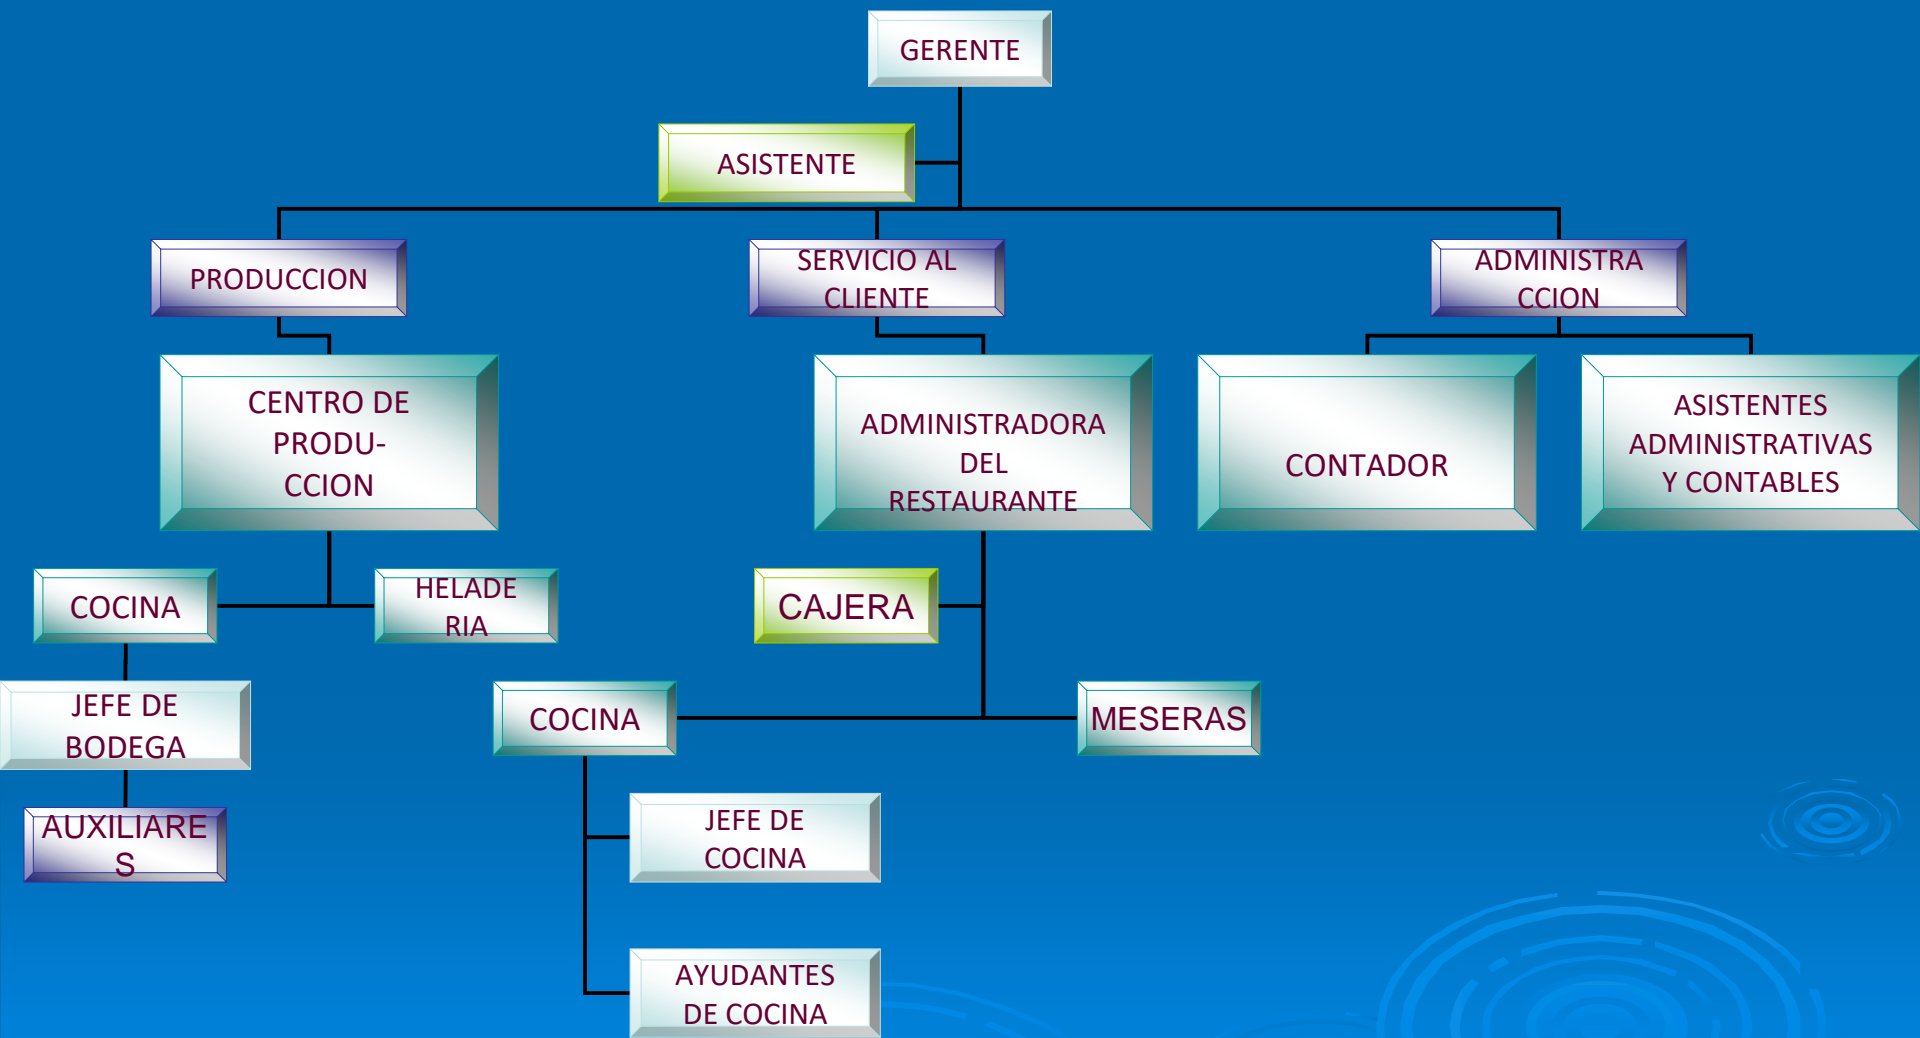 GERENTE
ASISTENTE
PRODUCCION
SERVICIO AL
CLIENTE
ADMINISTRA
CCION
CENTRO DE
PRODU-
CCION
ADMINISTRADORA
DEL
RESTAURANTE
CONTADOR
ASISTENTES
ADMINISTRATIVAS
Y CONTABLES
COCINA
HELADE
RIA
CAJERA
JEFE DE
BODEGA
COCINA
MESERAS
AUXILIARE
S
JEFE DE
COCINA
AYUDANTES
DE COCINA